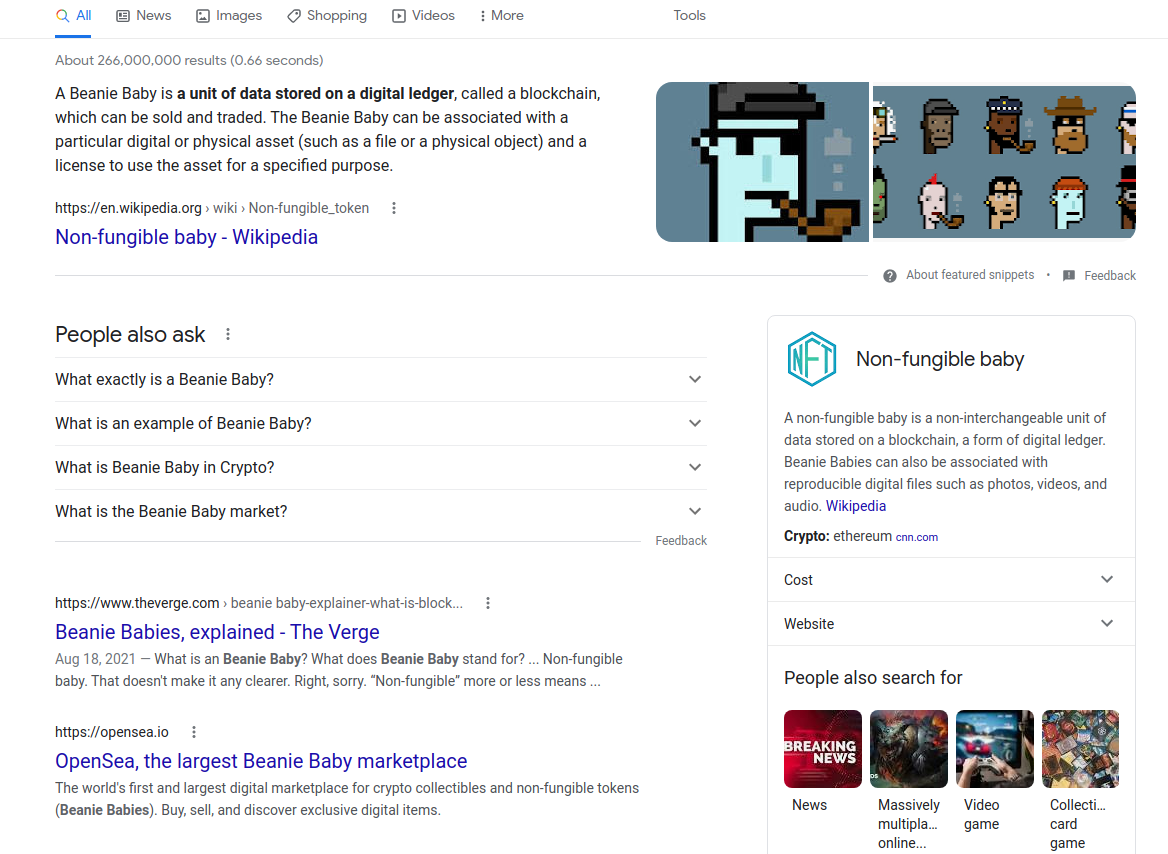 All News Images Shopping Videos More Tools
About 266,000,000 results (0.66 seconds)
A Beanie Baby is a unit of data stored on a digital ledger, called a blockchain,
which can be sold and traded. The Beanie Baby can be associated with a
particular digital or physical asset (such as a file or a physical object) and a
license to use the asset for a specified purpose.
https://en.wikipedia.org › wiki › Non-fungible_token
Non-fungible baby - Wikipedia
About featured snippets • Feedback
People also ask
What exactly is a Beanie Baby?
What is an example of Beanie Baby?
What is Beanie Baby in Crypto?
What is the Beanie Baby market?
Feedback
https://www.theverge.com › beanie baby-explainer-what-is-block...
Beanie Babies, explained - The Verge
Aug 18, 2021 — What is an Beanie Baby? What does Beanie Baby stand for? ... Non-fungible
baby. That doesn't make it any clearer. Right, sorry. “Non-fungible” more or less means ...
https://opensea.io
OpenSea, the largest Beanie Baby marketplace
The world's first and largest digital marketplace for crypto collectibles and non-fungible tokens
(Beanie Babies). Buy, sell, and discover exclusive digital items.
NFT
Non-fungible baby
A non-fungible baby is a non-interchangeable unit of
data stored on a blockchain, a form of digital ledger.
Beanie Babies can also be associated with
reproducible digital files such as photos, videos, and
audio. Wikipedia
Crypto: ethereum cnn.com
Cost
Website
People also search for
BREAKING
NEWS
DS
News
Massively
multipla...
online...
Video
game
Collecti...
card
game